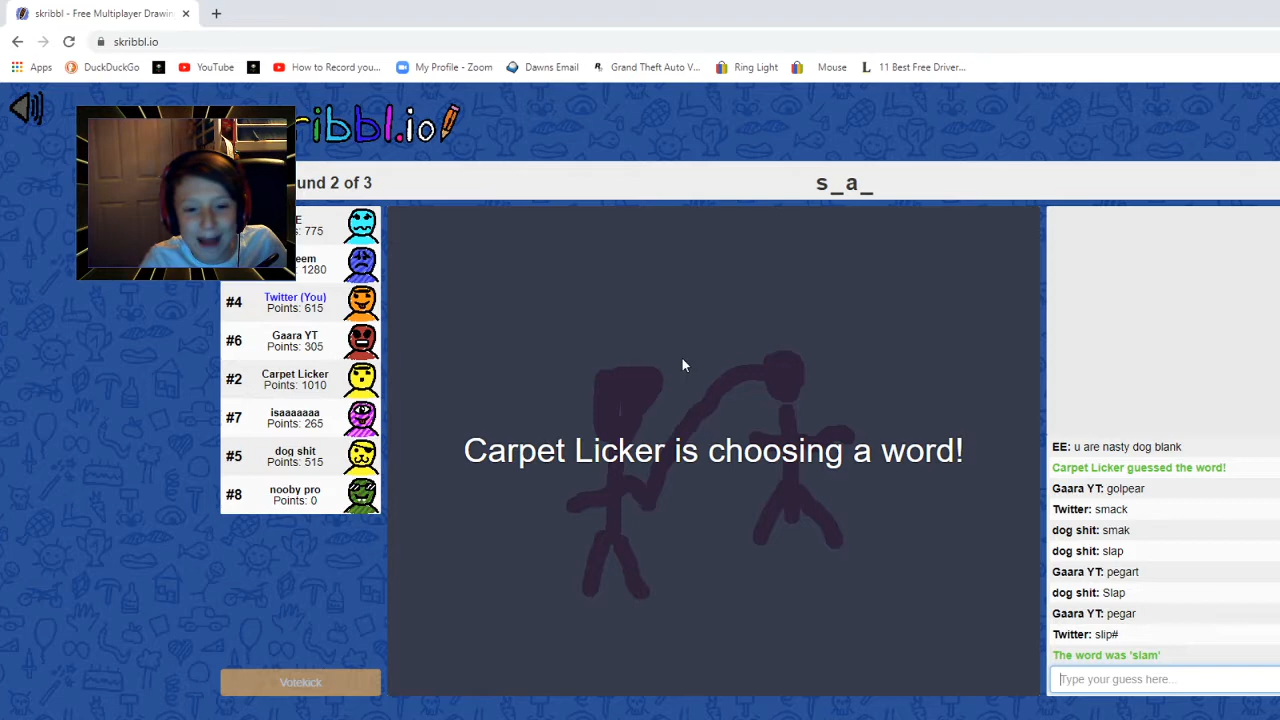 skribbl - Free Multiplayer Drawin
skribbl.io
Apps DuckDuckGo YouTube How to Record you... My Profile - Zoom Dawns Email Grand Theft Auto V... Ring Light Mouse 11 Best Free Driver...
ribbl.io
und 2 of 3
s_a_
E
s: 775
eem
1280
#4 Twitter (You)
Points: 615
#6 Gaara YT
Points: 305
#2 Carpet Licker
Points: 1010
#7 isaaaaaaa
Points: 265
#5 dog shit
Points: 515
#8 nooby pro
Points: 0
Votekick
Carpet Licker is choosing a word!
EE: u are nasty dog blank
Carpet Licker guessed the word!
Gaara YT: golpear
Twitter: smack
dog shit: smak
dog shit: slap
Gaara YT: pegart
dog shit: Slap
Gaara YT: pegar
Twitter: slip#
The word was 'slam'
Type your guess here...